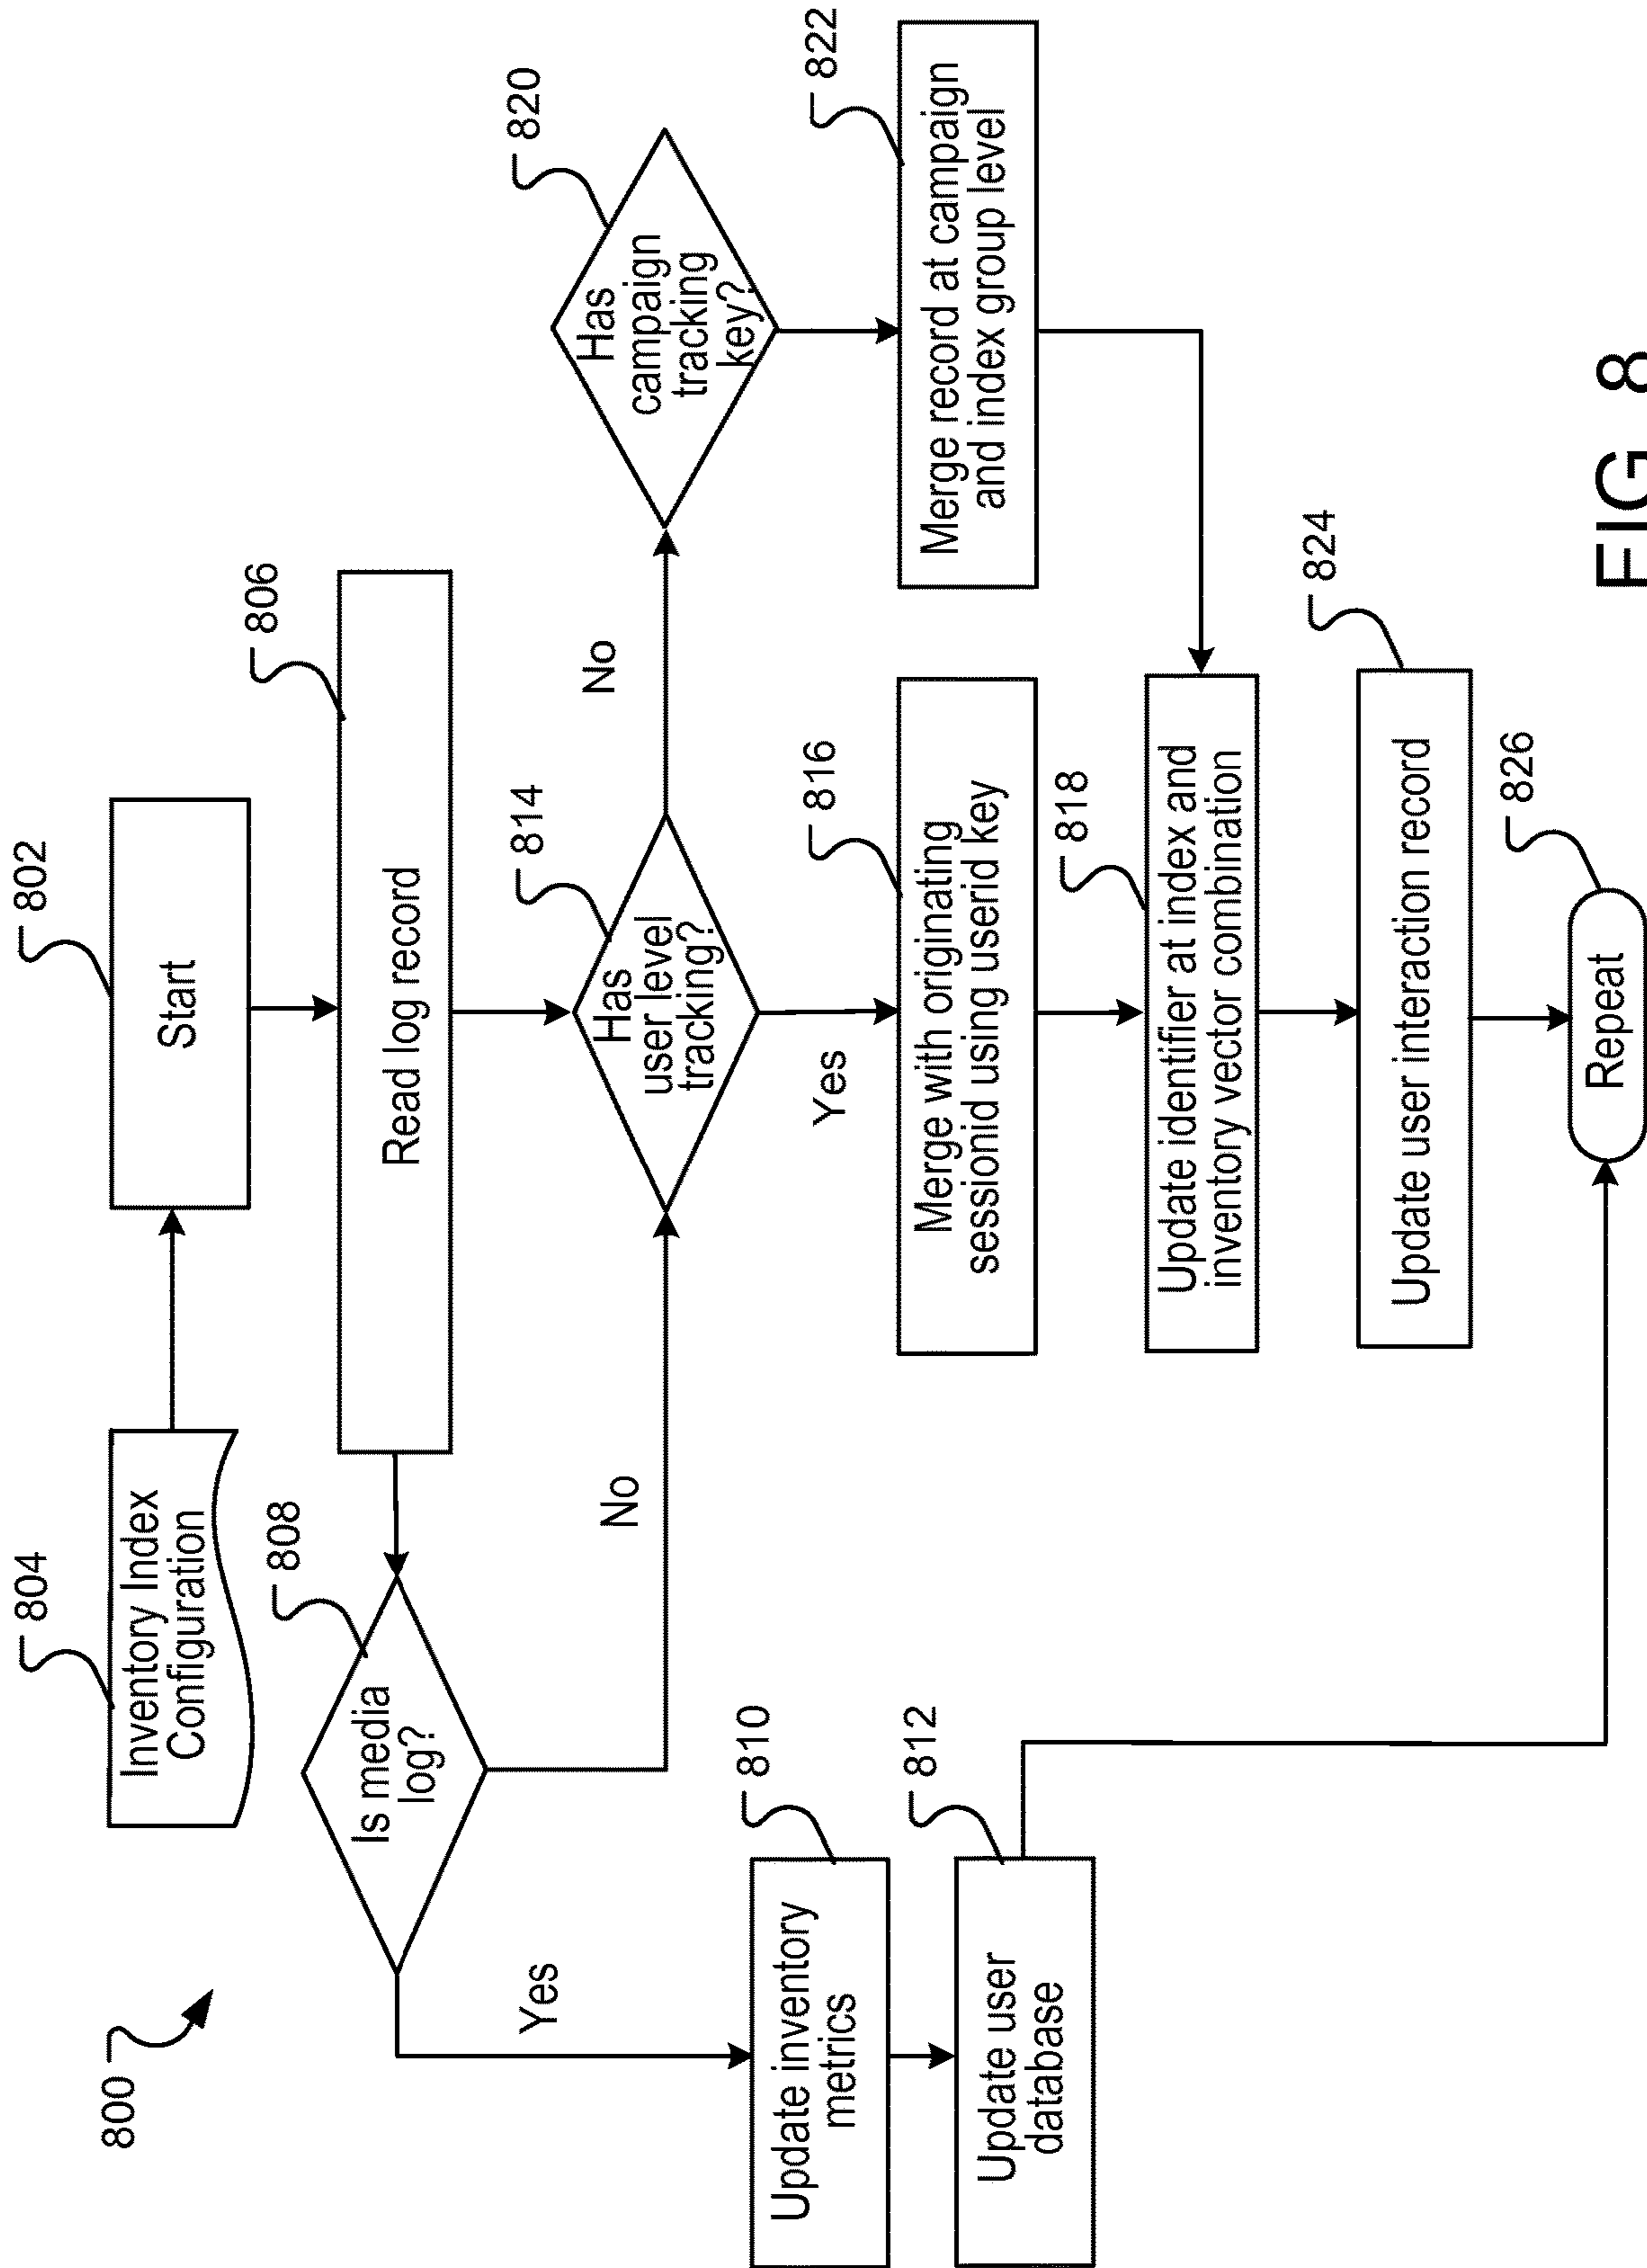 800
804
Inventory Index
Configuration
802
Start
806
Read log record
808
Is media
log?
Yes
No
810
Update inventory
metrics
812
Update user
database
814
Has
user level
tracking?
No
Yes
820
Has
campaign
tracking
key?
822
Merge record at campaign
and index group level
816
Merge with originating
sessionid using userid key
818
Update identifier at index and
inventory vector combination
824
Update user interaction record
826
Repeat
FIG. 8